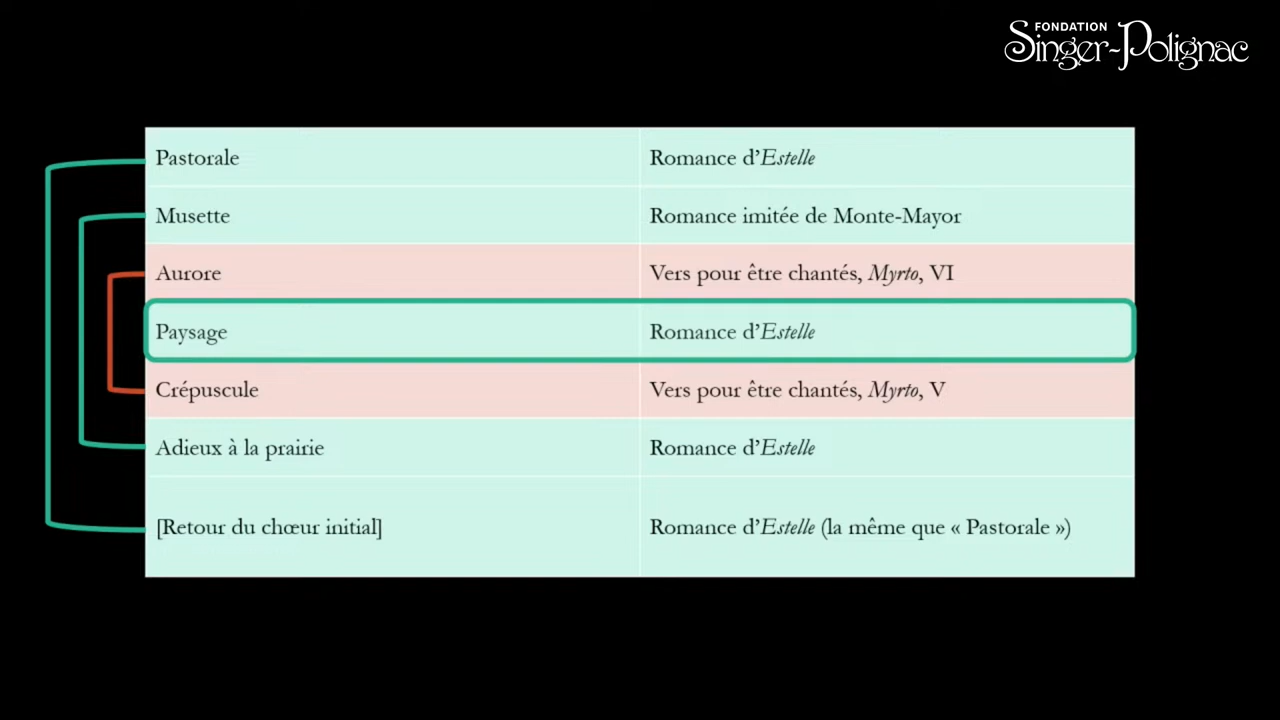 FONDATION
Singer-Polignac
Pastorale Romance d’Estelle
Musette Romance imitée de Monte-Mayor
Aurore Vers pour être chantés, Myrto, VI
Paysage Romance d’Estelle
Crépuscule Vers pour être chantés, Myrto, V
Adieux à la prairie Romance d’Estelle
[Retour du chœur initial] Romance d’Estelle (la même que « Pastorale »)